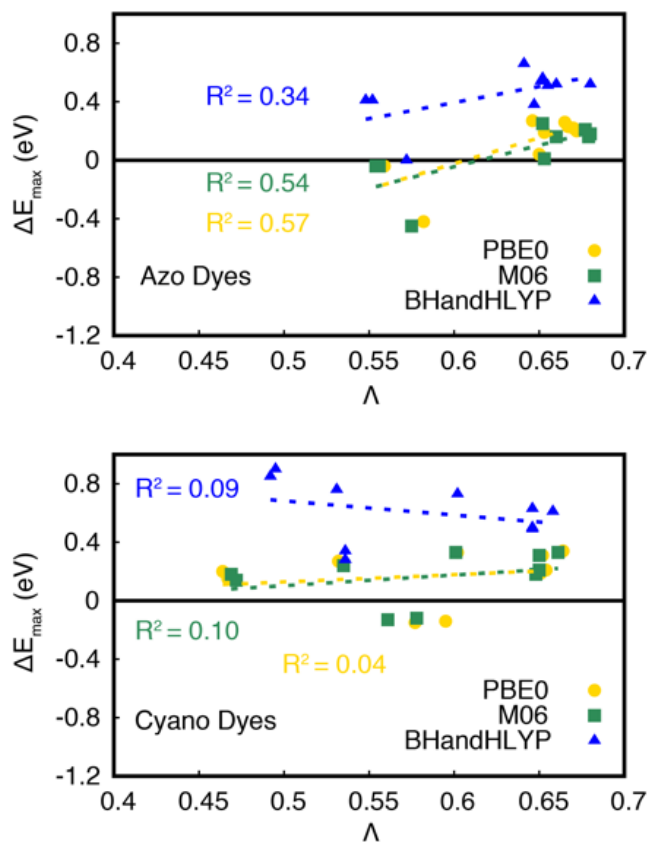 0.8
R² = 0.34
0.4
0
R² = 0.54
-0.4
R² = 0.57
PBE0
M06
BHandHLYP
-0.8
Azo Dyes
-1.2
ΔEmax (eV)
0.4 0.45 0.5 0.55 0.6 0.65 0.7
Λ
0.8
R² = 0.09
0.4
0
R² = 0.10
-0.4
R² = 0.04
PBE0
M06
BHandHLYP
-0.8
Cyano Dyes
-1.2
ΔEmax (eV)
0.4 0.45 0.5 0.55 0.6 0.65 0.7
Λ